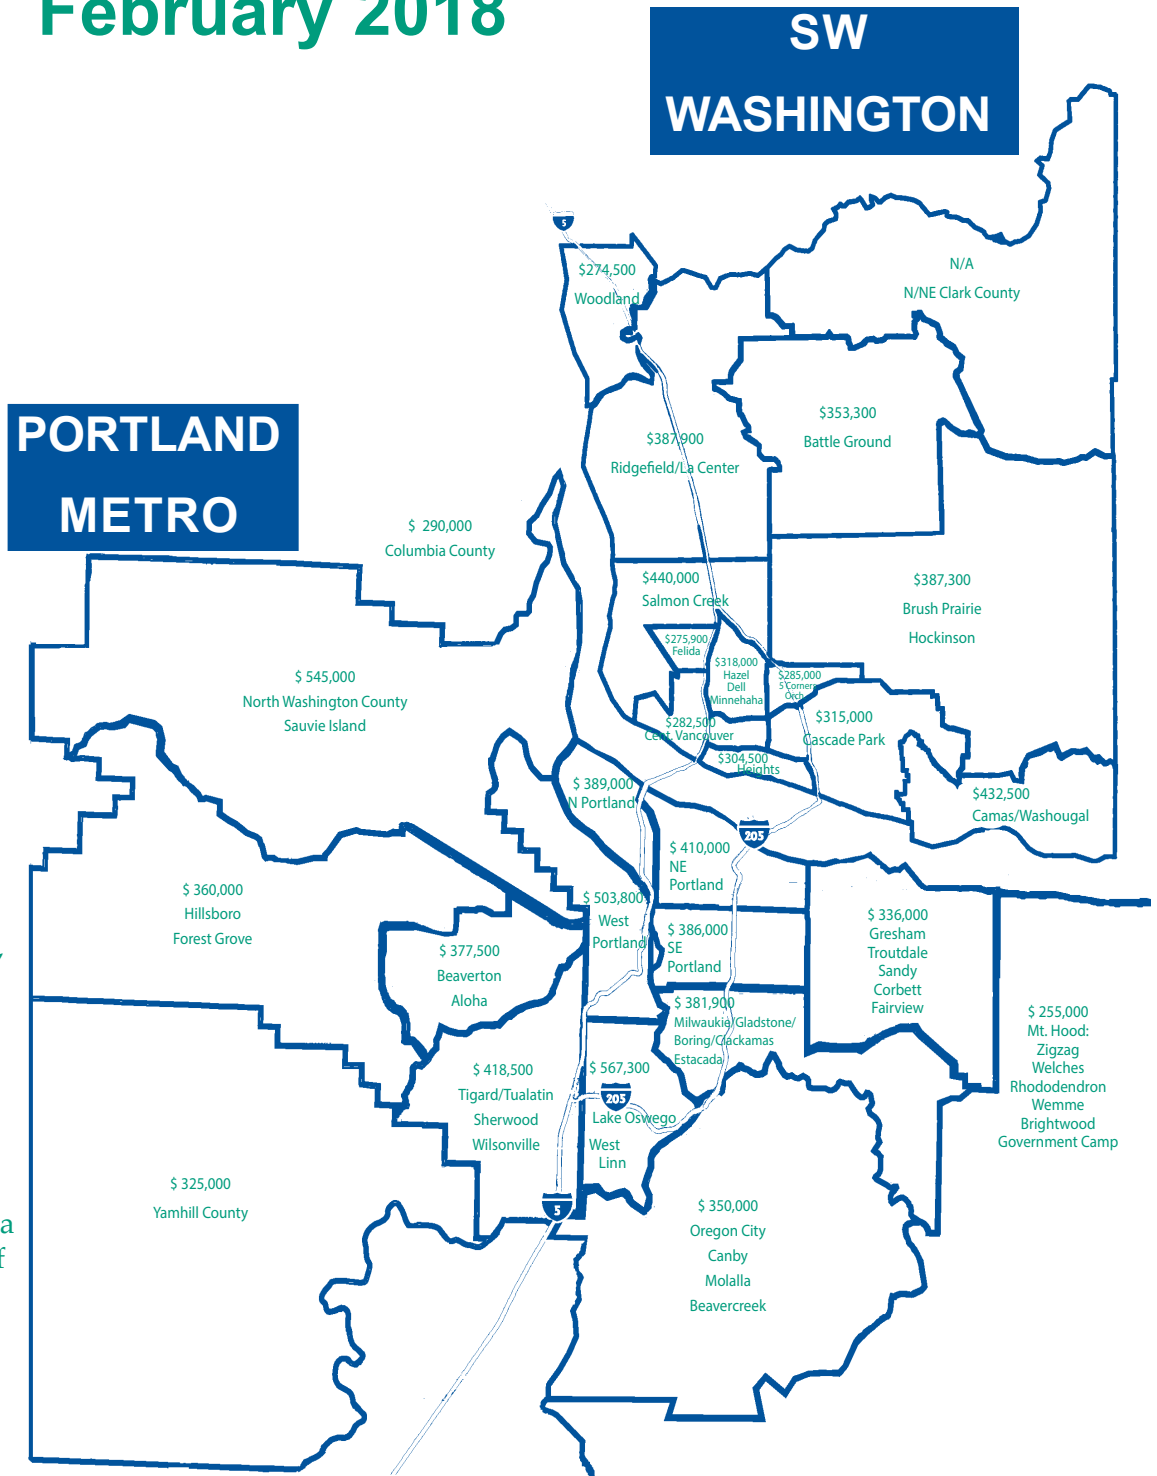 February 2018
SW
WASHINGTON
5
$274,500
Woodland
N/A
N/NE Clark County
$353,300
Battle Ground
$387,900
Ridgefield/La Center
PORTLAND
METRO
$ 290,000
Columbia County
$440,000
Salmon Creek
$387,300
Brush Prairie
Hockinson
$275,900
Felida
$318,000
Hazel
Dell
Minnehaha
$285,000
5 Corners
Orch.
$ 545,000
North Washington County
Sauvie Island
$282,500
Cent. Vancouver
$315,000
Cascade Park
$304,500
Heights
$ 389,000
N Portland
$432,500
Camas/Washougal
205
$ 410,000
NE
Portland
$ 360,000
Hillsboro
Forest Grove
$ 503,800
West
Portland
$ 386,000
SE
Portland
$ 336,000
Gresham
Troutdale
Sandy
Corbett
Fairview
$ 377,500
Beaverton
Aloha
$ 381,900
Milwaukie/Gladstone/
Boring/Clackamas
Estacada
$ 255,000
Mt. Hood:
Zigzag
Welches
Rhododendron
Wemme
Brightwood
Government Camp
$ 418,500
Tigard/Tualatin
Sherwood
Wilsonville
$ 567,300
205
Lake Oswego
West
Linn
$ 325,000
Yamhill County
5
$ 350,000
Oregon City
Canby
Molalla
Beavercreek
a
f